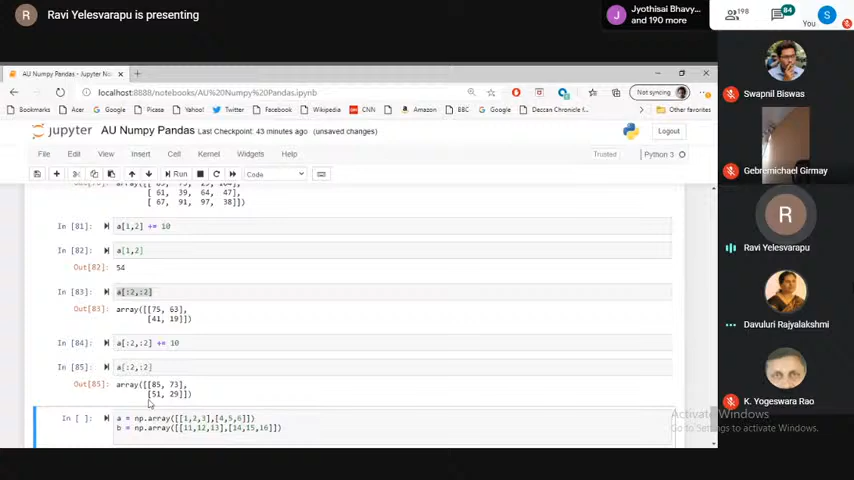 R Ravi Yelesvarapu is presenting
J Jyothisai Bhavy...
and 190 more
198
84
S
You
AU Numpy Pandas - Jupyter No
localhost:8888/notebooks/AU%20Numpy%20Pandas.ipynb
Not syncing
Bookmarks Acer Google Picasa Yahoo! Twitter Facebook Wikipedia CNN Amazon BBC Google Deccan Chronicle Other favorites
jupyter AU Numpy Pandas Last Checkpoint: 43 minutes ago (unsaved changes)
Logout
File Edit View Insert Cell Kernel Widgets Help
Trusted
Python 3
Run
Code
[ 61, 39, 64, 47],
[ 67, 91, 97, 38]])
In [81]: a[1,2] += 10
In [82]: a[1,2]
Out[82]: 54
In [83]: a[:2,:2]
Out[83]: array([[75, 63],
[41, 19]])
In [84]: a[:2,:2] += 10
In [85]: a[:2,:2]
Out[85]: array([[85, 73],
[51, 29]])
In [ ]: a = np.array([[1,2,3],[4,5,6]])
b = np.array([[11,12,13],[14,15,16]])
Swapnil Biswas
Gebremichael Girmay
R
Ravi Yelesvarapu
Davuluri Rajyalakshmi
K. Yogeswara Rao
Activate Windows
Go to Settings to activate Windows.